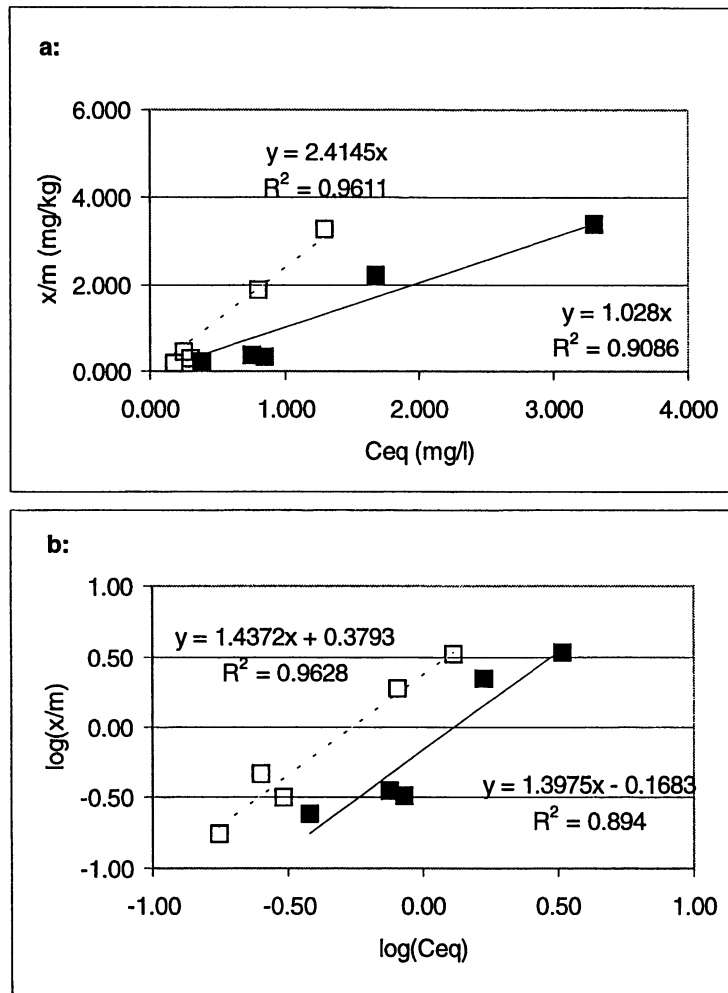 a:
6.000
y = 2.4145x
R² = 0.9611
4.000
x/m (mg/kg)
2.000
y = 1.028x
R² = 0.9086
0.000
0.000 1.000 2.000 3.000 4.000
Ceq (mg/l)
b:
1.00
y = 1.4372x + 0.3793
0.50
R² = 0.9628
log(x/m)
0.00
y = 1.3975x - 0.1683
-0.50
R² = 0.894
-1.00
-1.00 -0.50 0.00 0.50 1.00
log(Ceq)